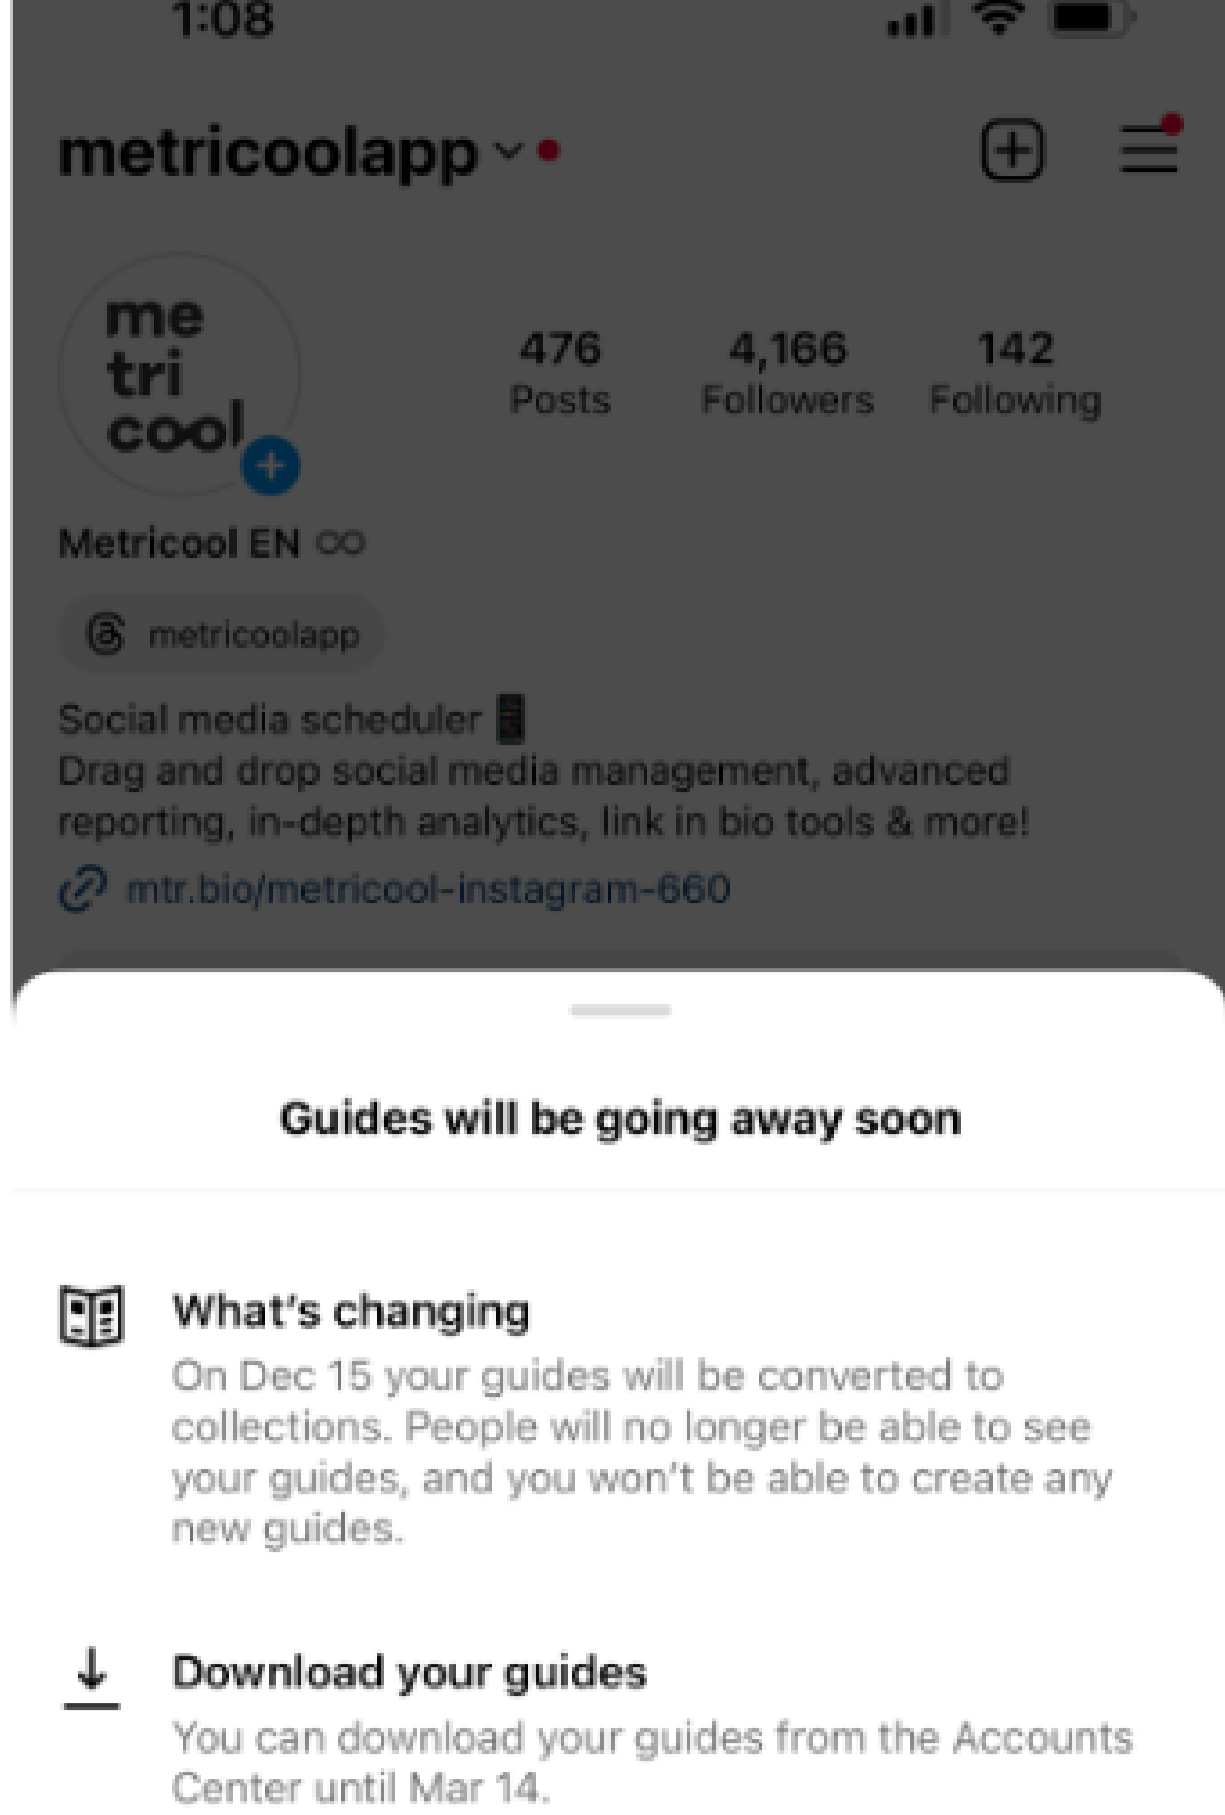 1:08
metricoolapp
me
tri
cool
476 4,166 142
Posts Followers Following
Metricool EN
metricoolapp
Social media scheduler 📱
Drag and drop social media management, advanced
reporting, in-depth analytics, link in bio tools & more!
mtr.bio/metricool-instagram-660
Guides will be going away soon
What's changing
On Dec 15 your guides will be converted to
collections. People will no longer be able to see
your guides, and you won't be able to create any
new guides.
Download your guides
You can download your guides from the Accounts
Center until Mar 14.